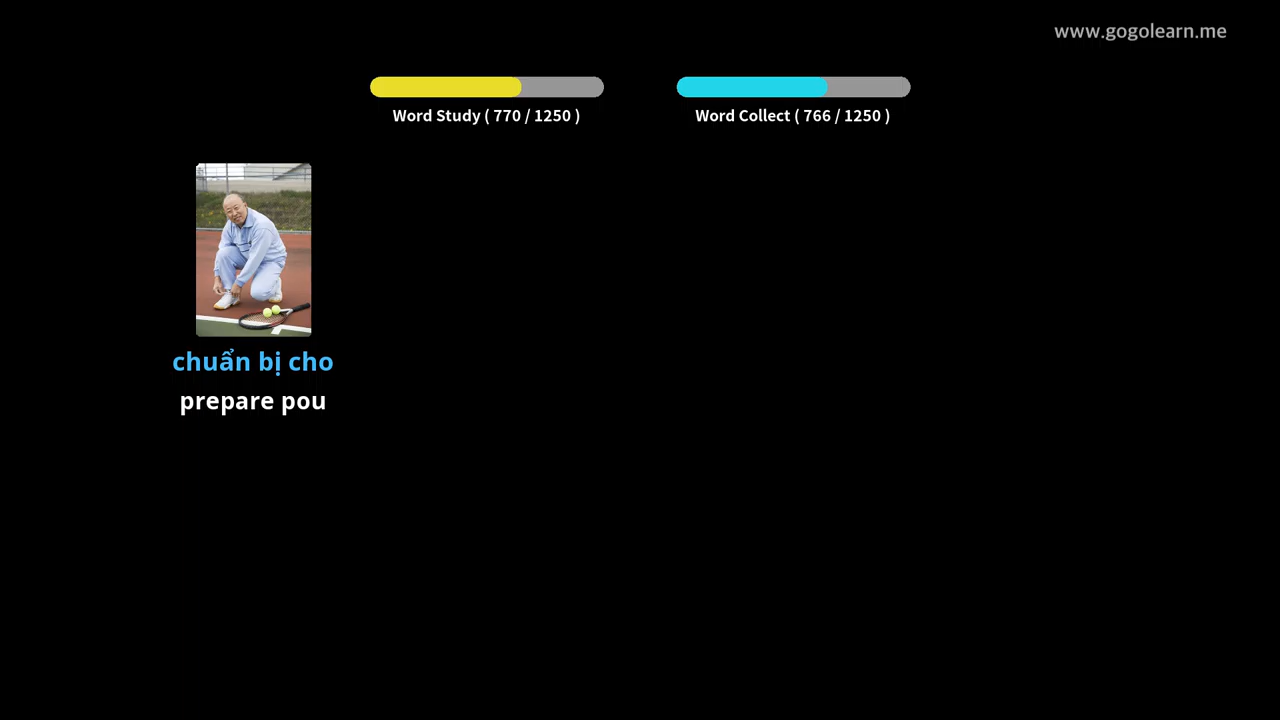 www.gogolearn.me
Word Study ( 770 / 1250 )
Word Collect ( 766 / 1250 )
chuẩn bị cho
prepare pou